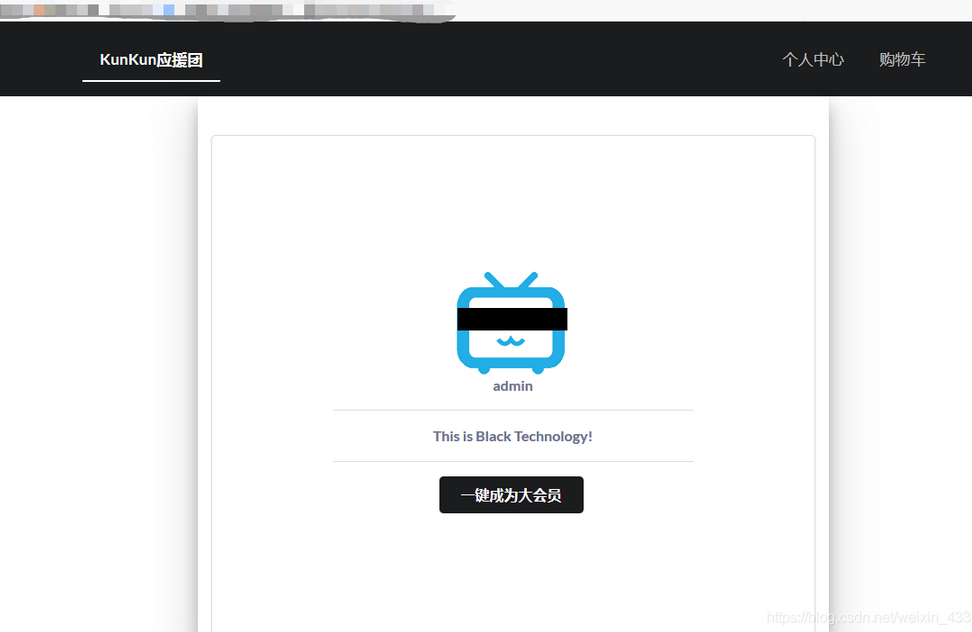 KunKun应援团
个人中心 购物车
admin
This is Black Technology!
一键成为大会员
https://blog.csdn.net/weixin_433